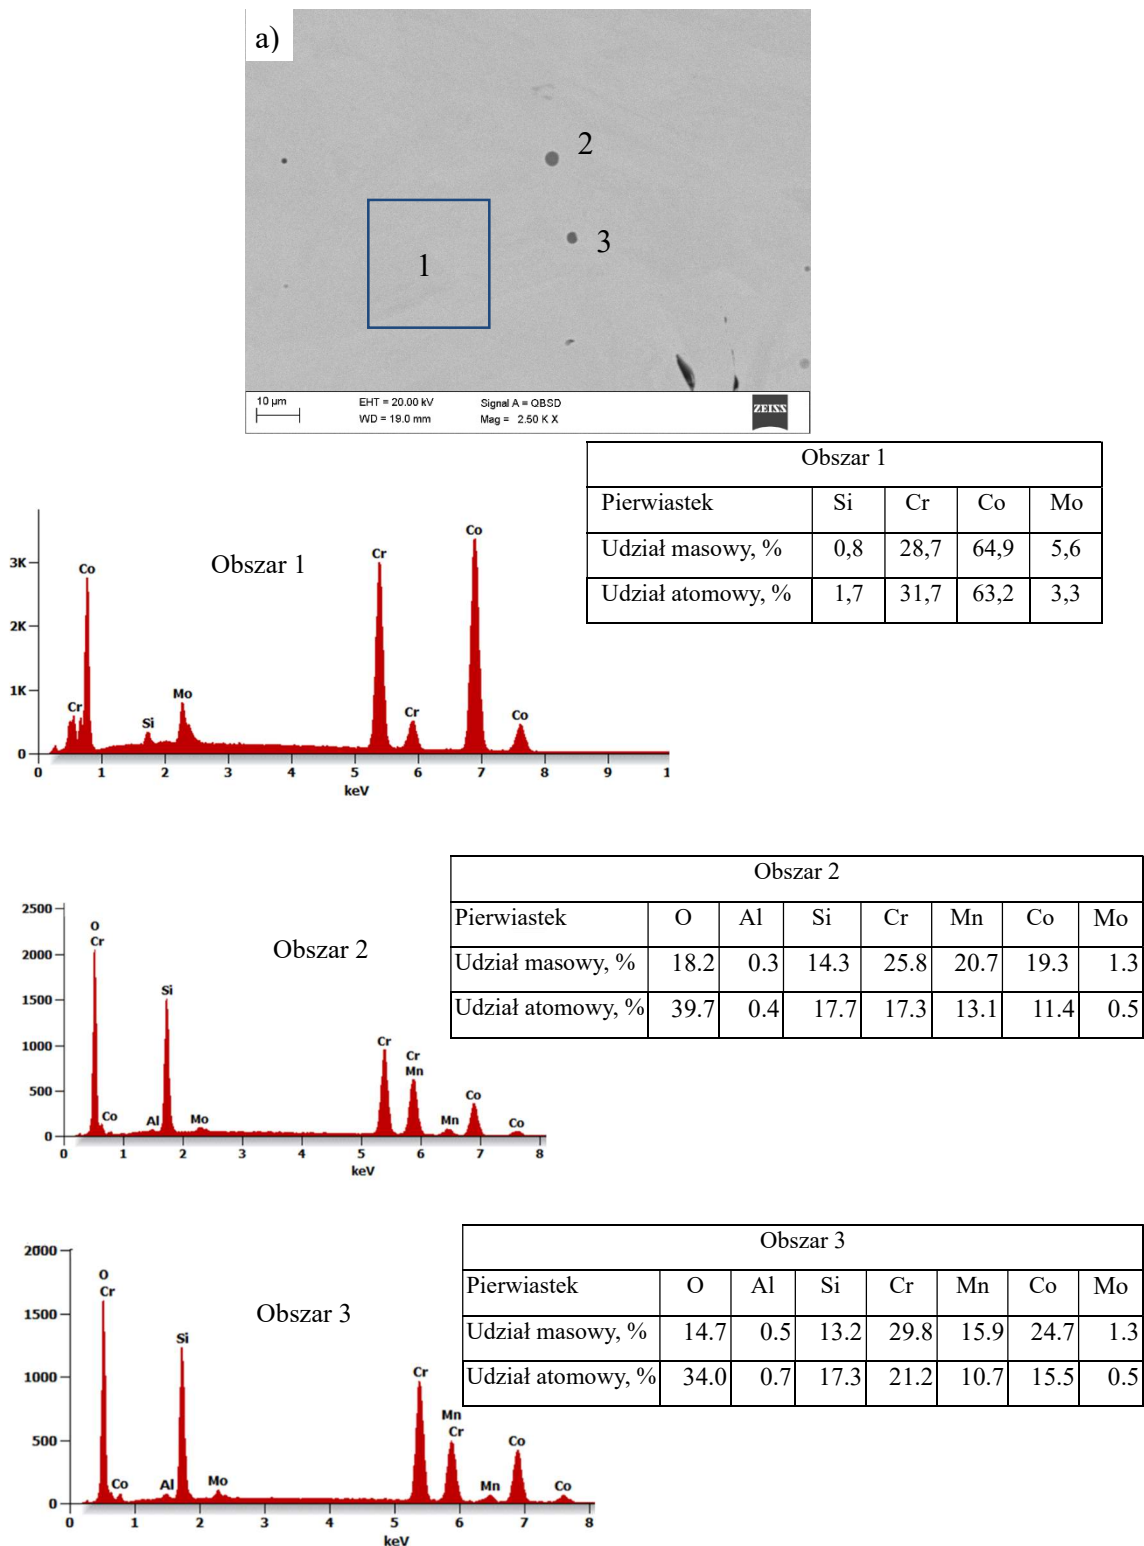 a)
2
3
1
10 µm
EHT = 20.00 kV
Signal A = QBSD
WD = 19.0 mm
Mag = 2.50 K X
ZEISS
Obszar 1
Pierwiastek Si Cr Co Mo
Udział masowy, % 0,8 28,7 64,9 5,6
Udział atomowy, % 1,7 31,7 63,2 3,3
Obszar 1
3K
2K
1K
0
Cr
Co
Si
Mo
Cr
Cr
Co
Co
0 1 2 3 4 5 6 7 8 9 1
keV
Obszar 2
Pierwiastek O Al Si Cr Mn Co Mo
Udział masowy, % 18.2 0.3 14.3 25.8 20.7 19.3 1.3
Udział atomowy, % 39.7 0.4 17.7 17.3 13.1 11.4 0.5
Obszar 2
2500
2000
1500
1000
500
0
O
Cr
Co
Al
Si
Mo
Cr
Cr
Mn
Mn
Co
Co
0 1 2 3 4 5 6 7 8
keV
Obszar 3
Pierwiastek O Al Si Cr Mn Co Mo
Udział masowy, % 14.7 0.5 13.2 29.8 15.9 24.7 1.3
Udział atomowy, % 34.0 0.7 17.3 21.2 10.7 15.5 0.5
Obszar 3
2000
1500
1000
500
0
O
Cr
Co
Al
Si
Mo
Cr
Mn
Cr
Mn
Co
Co
0 1 2 3 4 5 6 7 8
keV